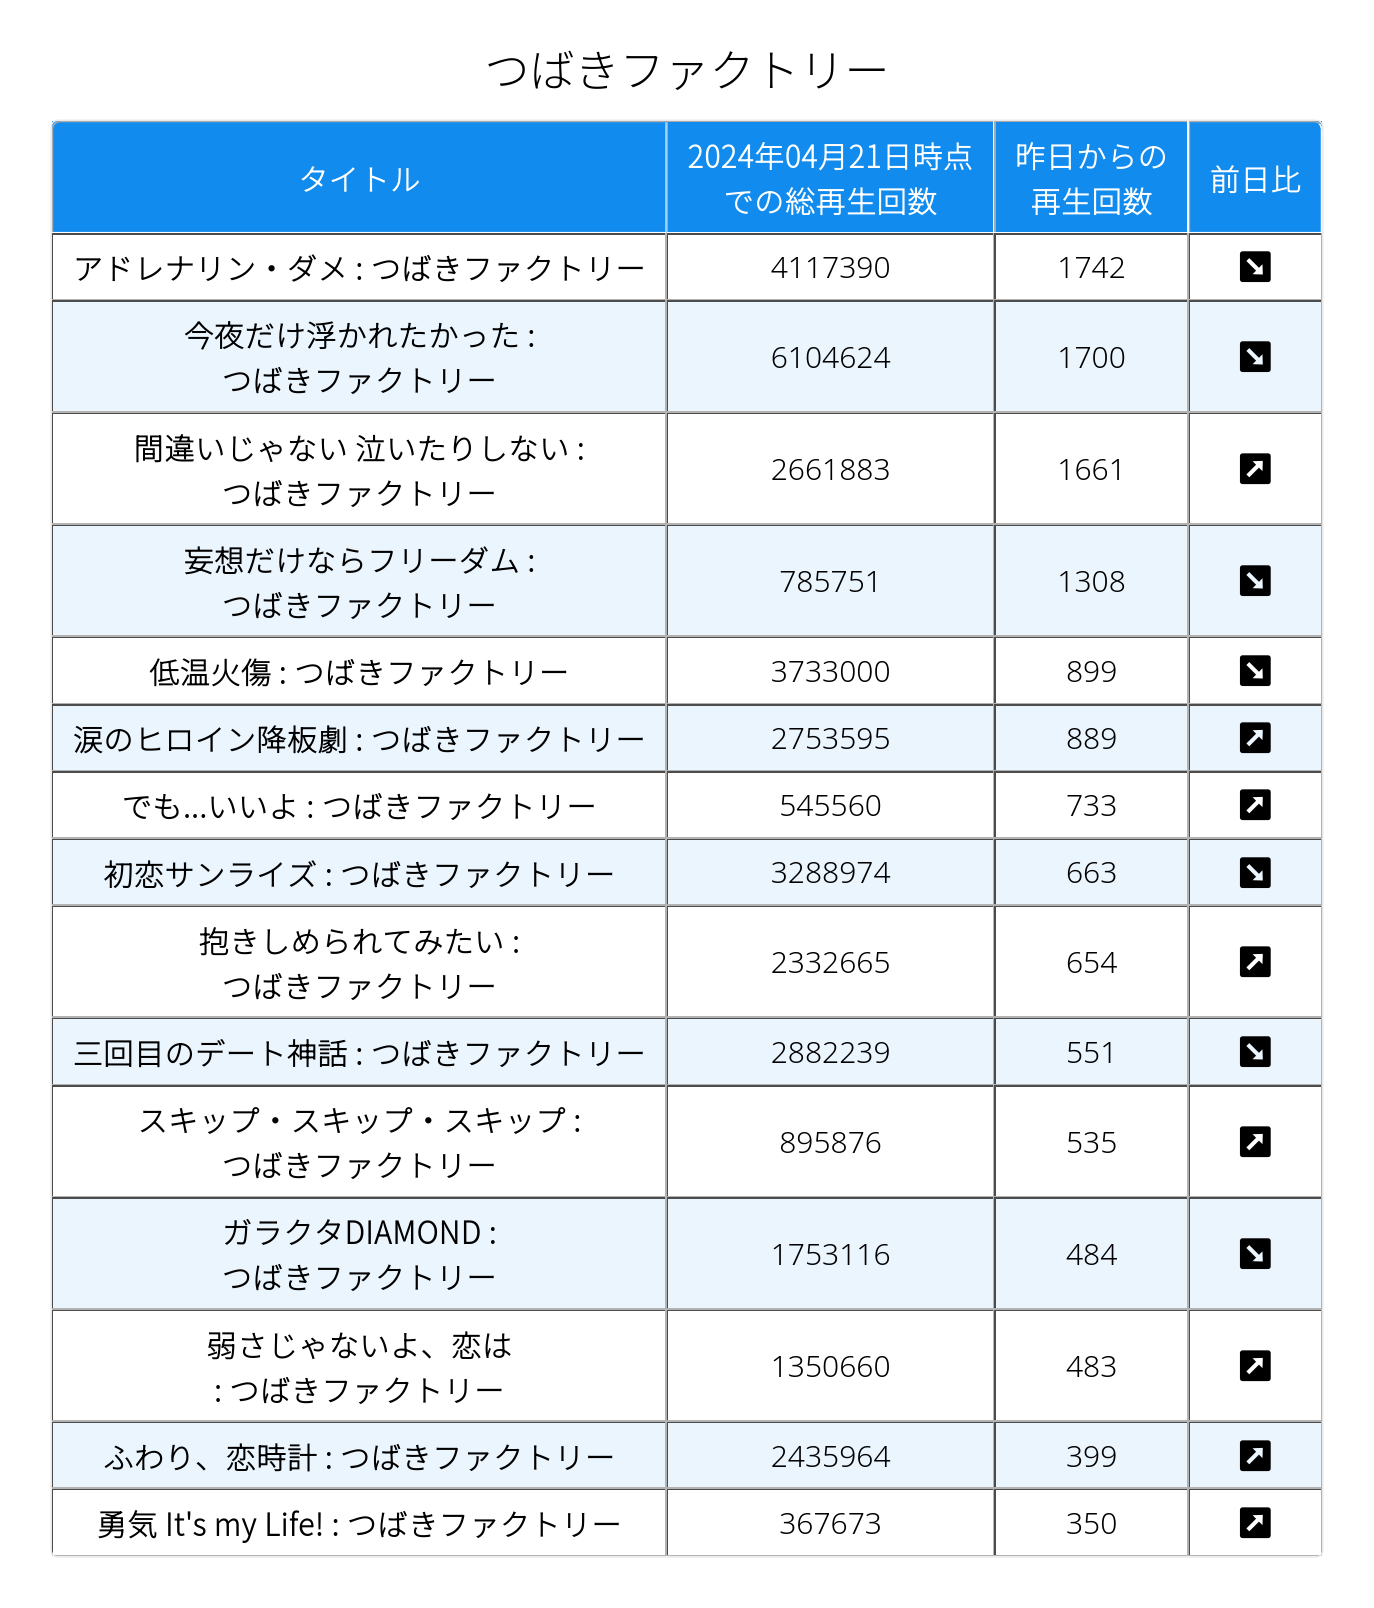 つばきファクトリー
タイトル
2024年04月21日時点
での総再生回数
昨日からの
再生回数
前日比
アドレナリン・ダメ : つばきファクトリー
4117390
1742
今夜だけ浮かれたかった :
つばきファクトリー
6104624
1700
間違いじゃない 泣いたりしない :
つばきファクトリー
2661883
1661
妄想だけならフリーダム :
つばきファクトリー
785751
1308
低温火傷 : つばきファクトリー
3733000
899
涙のヒロイン降板劇 : つばきファクトリー
2753595
889
でも...いいよ : つばきファクトリー
545560
733
初恋サンライズ : つばきファクトリー
3288974
663
抱きしめられてみたい :
つばきファクトリー
2332665
654
三回目のデート神話 : つばきファクトリー
2882239
551
スキップ・スキップ・スキップ :
つばきファクトリー
895876
535
ガラクタDIAMOND :
つばきファクトリー
1753116
484
弱さじゃないよ、恋は
: つばきファクトリー
1350660
483
ふわり、恋時計 : つばきファクトリー
2435964
399
勇気 It's my Life! : つばきファクトリー
367673
350